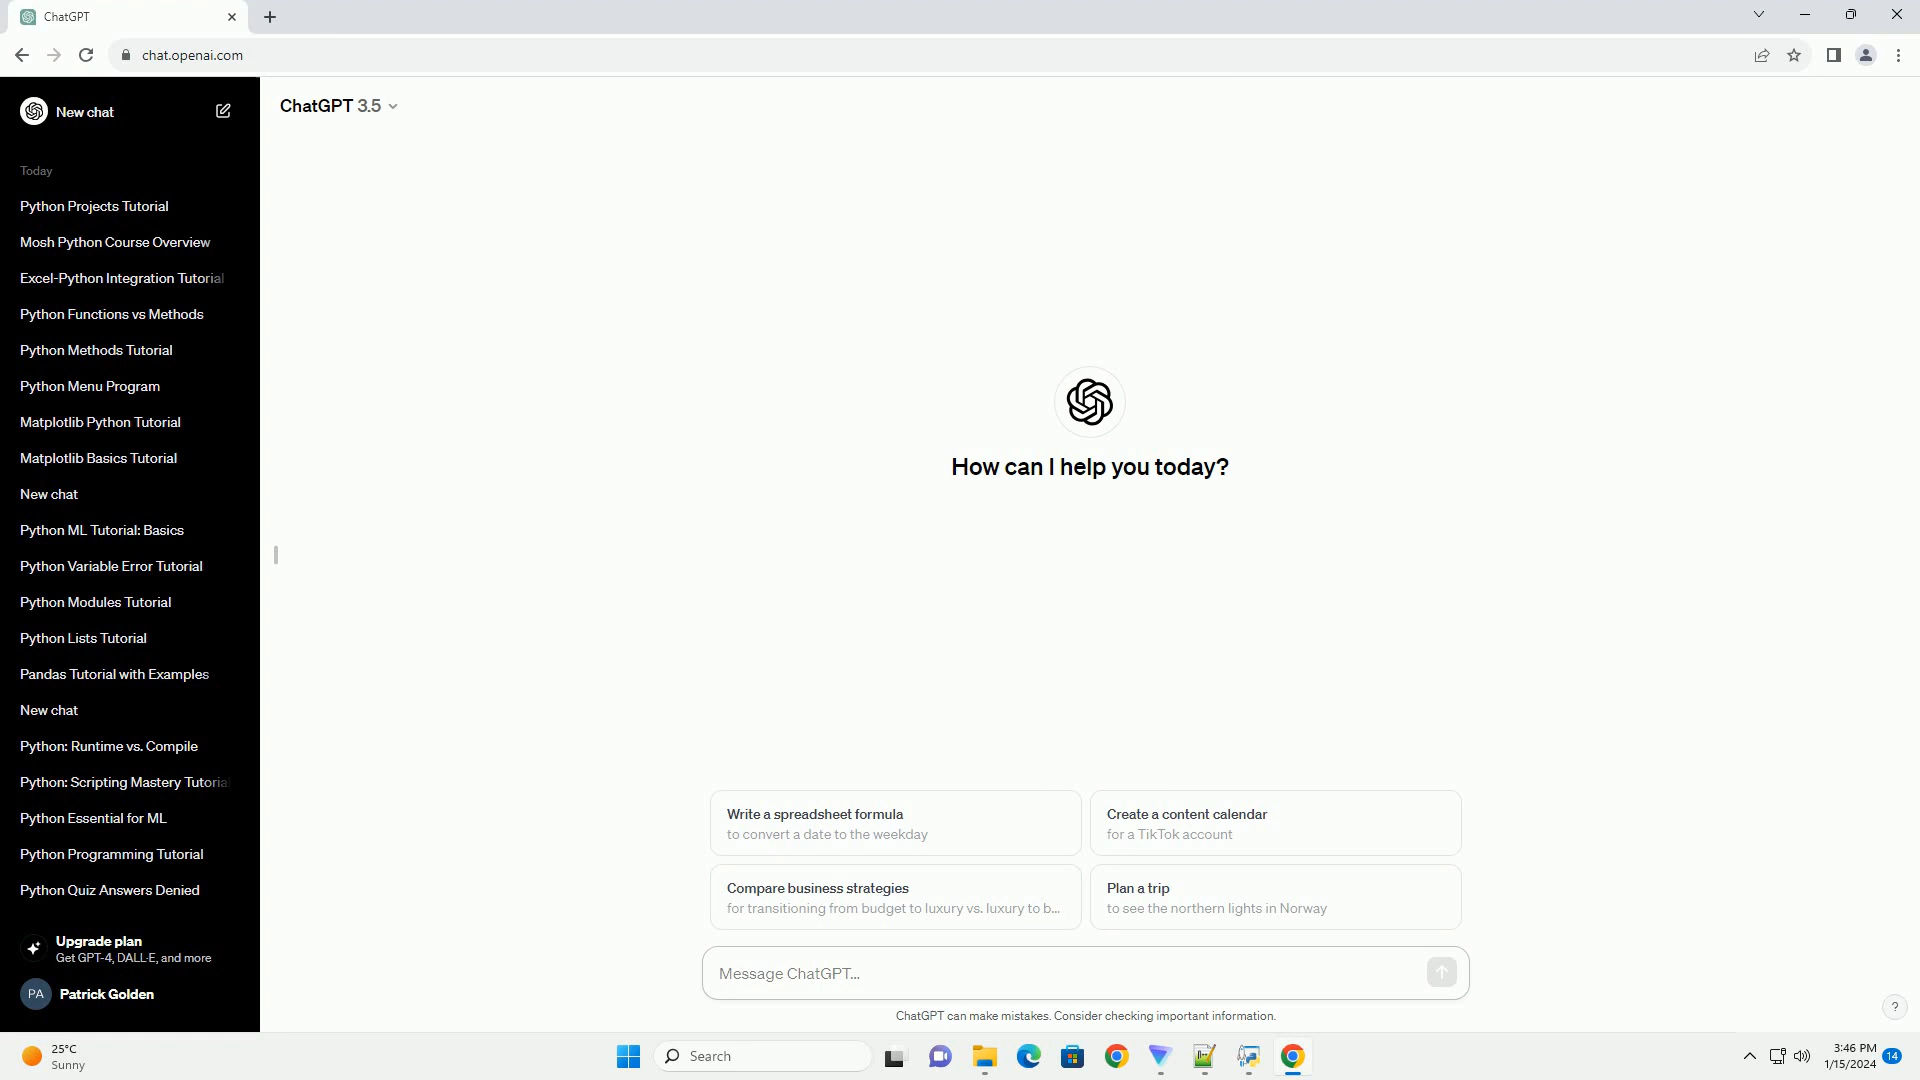 ChatGPT
chat.openai.com
New chat
ChatGPT 3.5
Today
Python Projects Tutorial
Mosh Python Course Overview
Excel-Python Integration Tutorial
Python Functions vs Methods
Python Methods Tutorial
Python Menu Program
Matplotlib Python Tutorial
Matplotlib Basics Tutorial
New chat
Python ML Tutorial: Basics
Python Variable Error Tutorial
Python Modules Tutorial
Python Lists Tutorial
Pandas Tutorial with Examples
New chat
Python: Runtime vs. Compile
Python: Scripting Mastery Tutorial
Python Essential for ML
Python Programming Tutorial
Python Quiz Answers Denied
Upgrade plan
Get GPT-4, DALL·E, and more
PA Patrick Golden
How can I help you today?
Write a spreadsheet formula
to convert a date to the weekday
Create a content calendar
for a TikTok account
Compare business strategies
for transitioning from budget to luxury vs. luxury to b...
Plan a trip
to see the northern lights in Norway
Message ChatGPT...
ChatGPT can make mistakes. Consider checking important information.
?
25°C
Sunny
Search
3:46 PM
1/15/2024
14